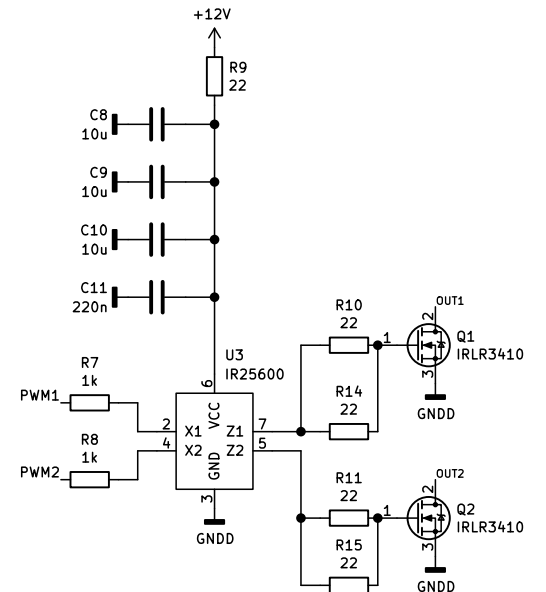 +12V
R9
22
C8
10u
C9
10u
C10
10u
C11
220n
U3
IR25600
R7
1k
PWM1
R8
1k
PWM2
2 X1
4 X2
6
VCC
GND
3
GNDD
Z1 7
Z2 5
R10
22
R14
22
1
OUT1
2
Q1
IRLR3410
3
GNDD
R11
22
R15
22
1
OUT2
2
Q2
IRLR3410
3
GNDD